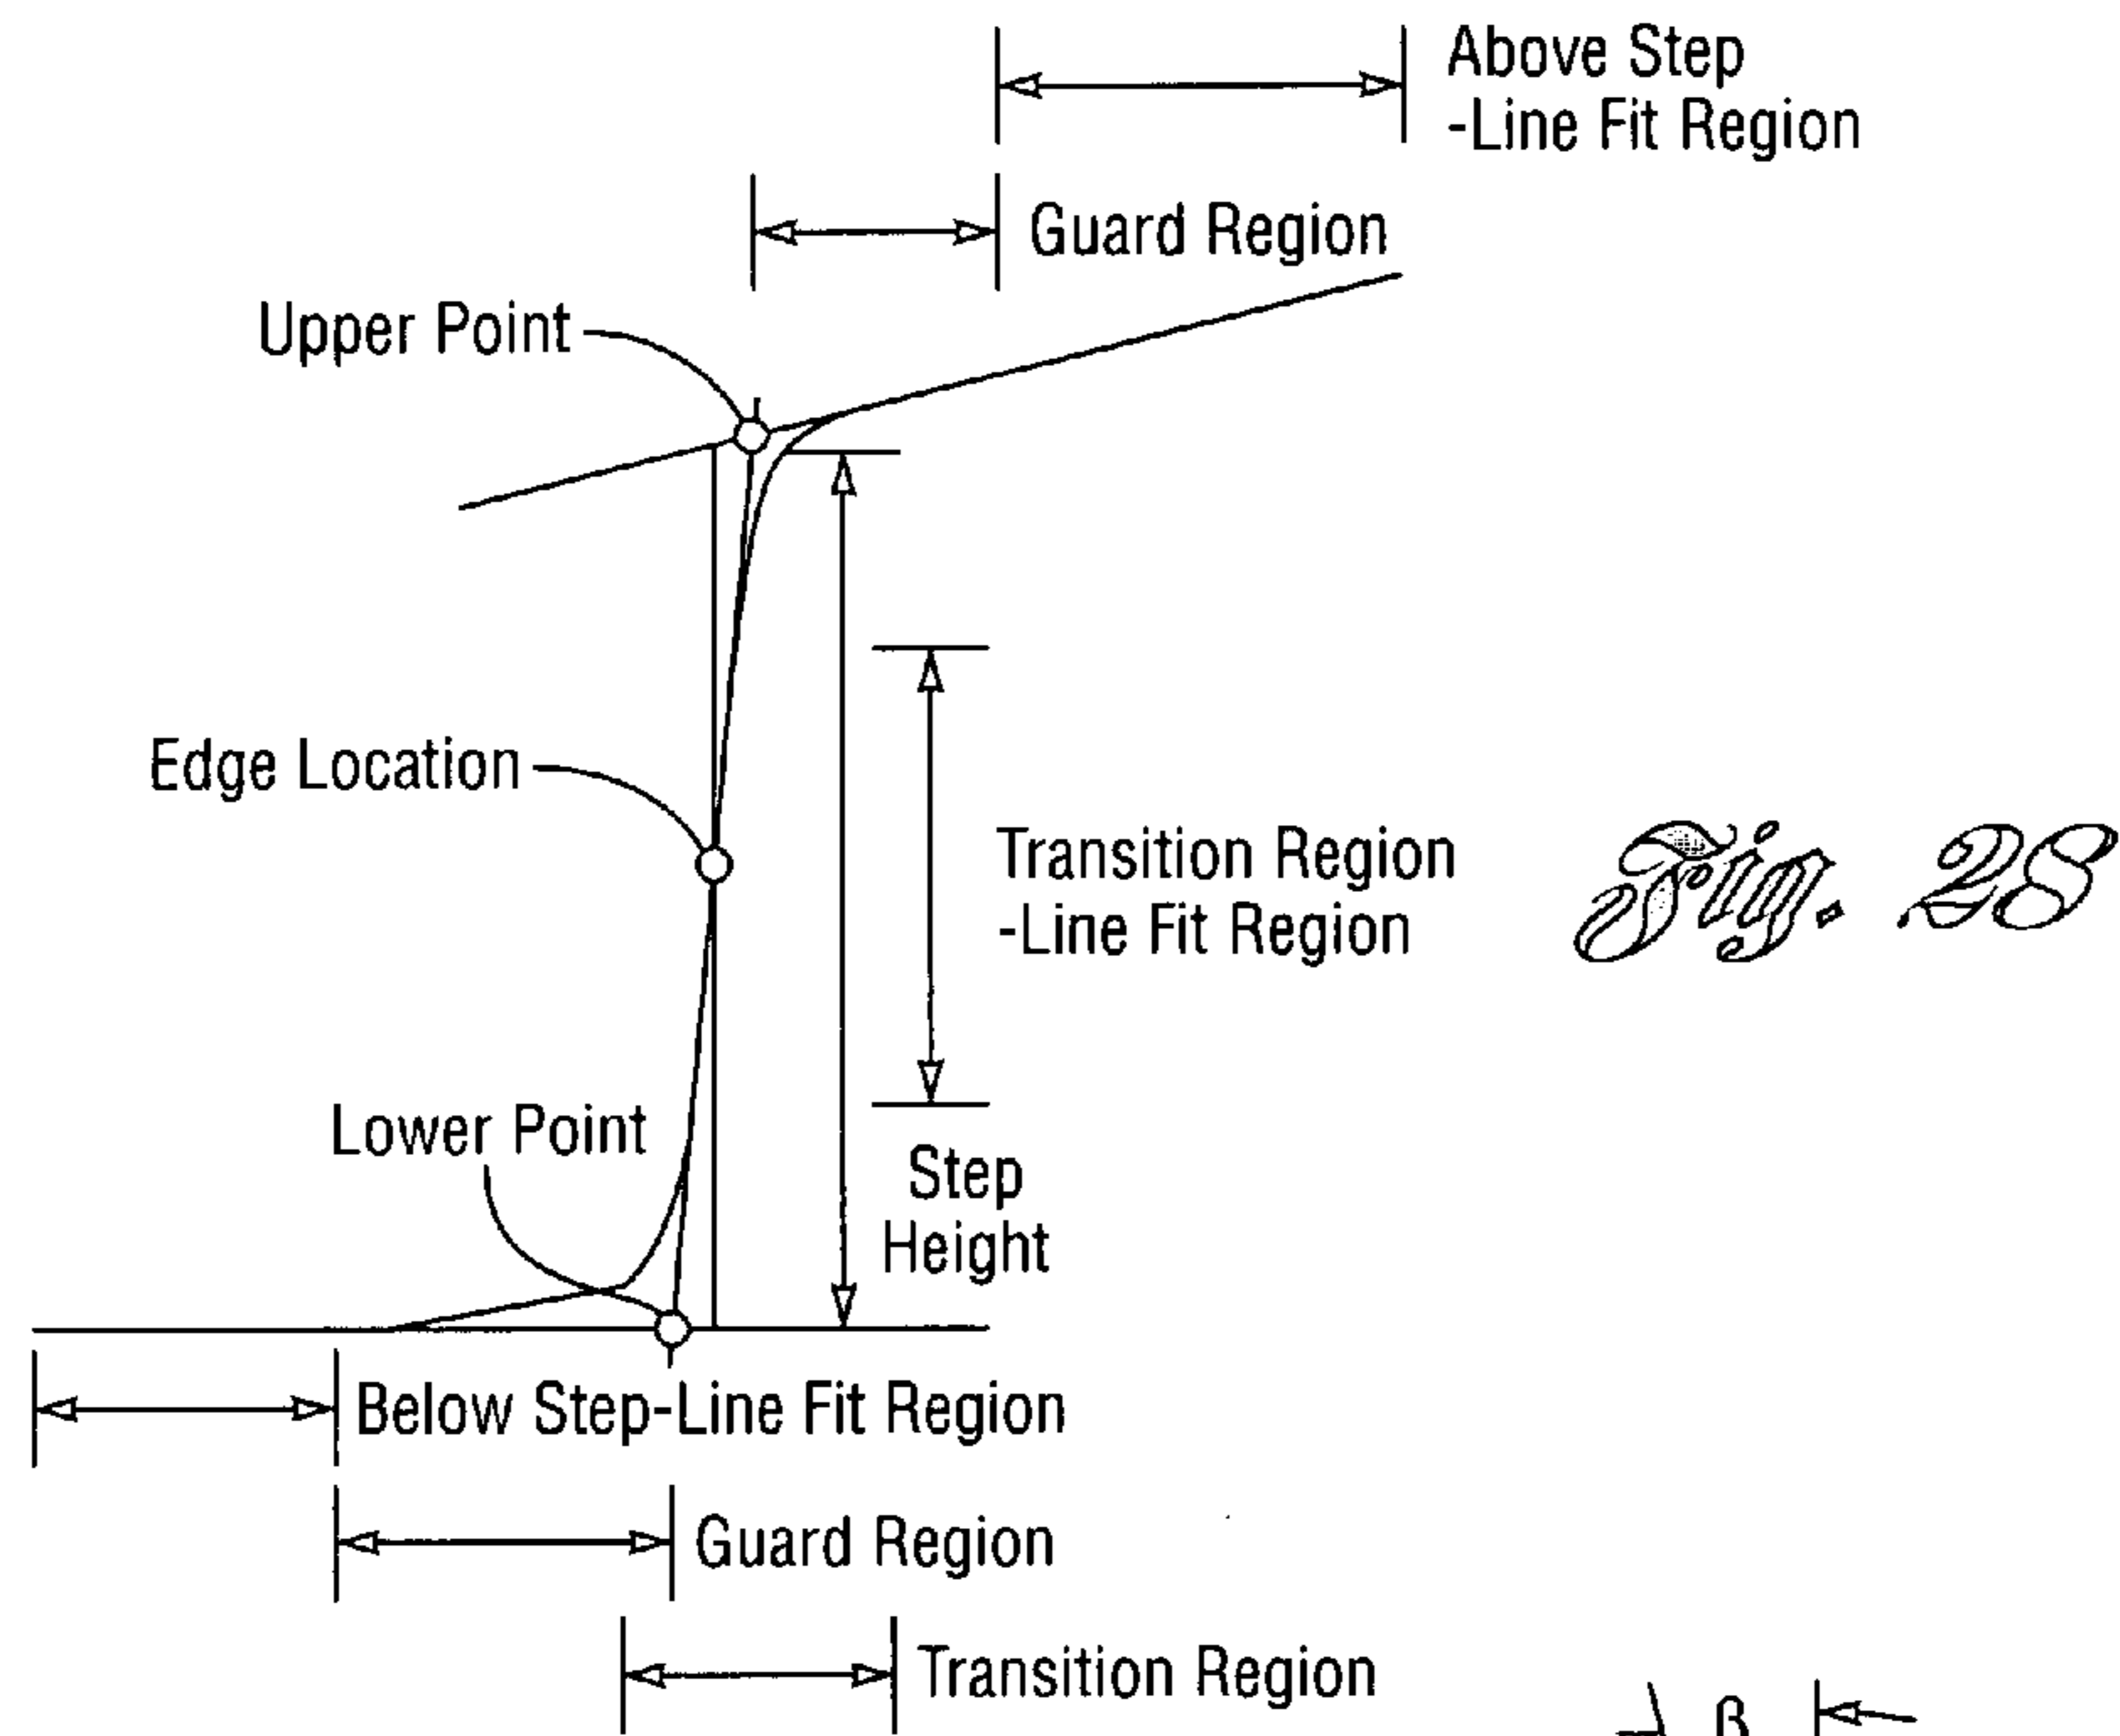 Above Step
-Line Fit Region
Guard Region
Upper Point
Edge Location
Transition Region
-Line Fit Region
Fig. 28
Lower Point
Step
Height
Below Step-Line Fit Region
Guard Region
Transition Region
β